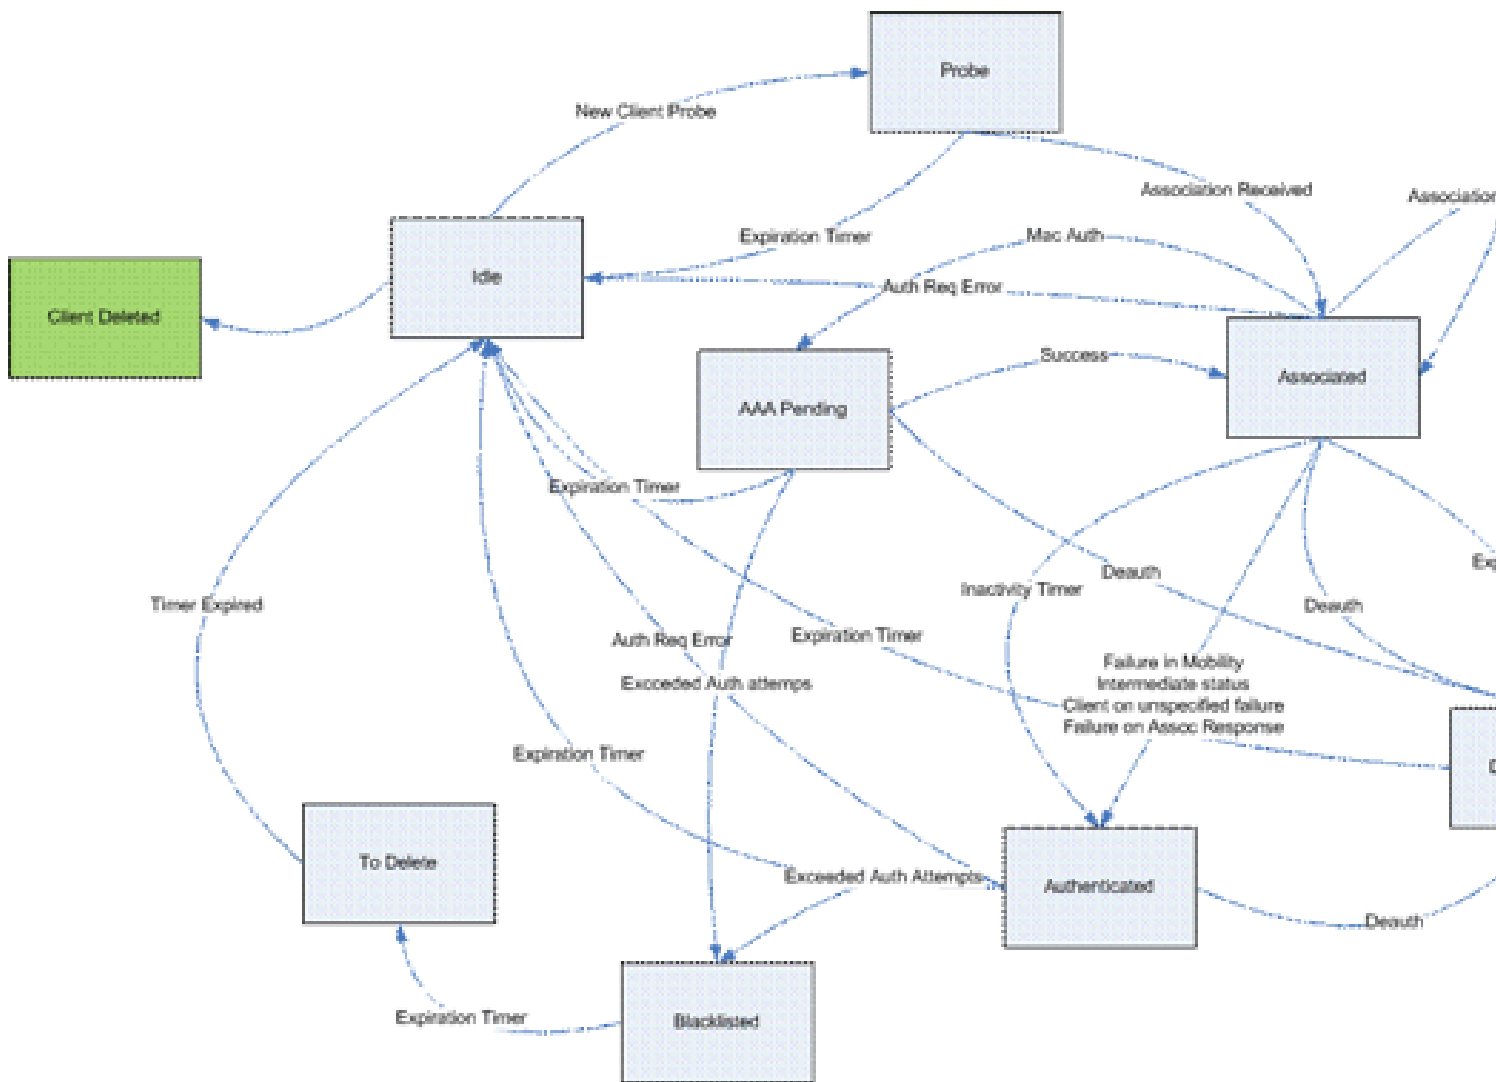 Probe
New Client Probe
Association Received
Association
Expiration Timer
Mac Auth
Idle
Auth Req Error
Client Deleted
Success
Associated
AAA Pending
Expiration Timer
Deauth
Inactivity Timer
Deauth
Exp
Timer Expired
Auth Req Error
Expiration Timer
Failure in Mobility
Intermediate status
Client on unspecified failure
Failure on Assoc Response
Exceeded Auth attemps
Expiration Timer
D
To Delete
Exceeded Auth Attempts
Authenticated
Deauth
Expiration Timer
Blacklisted